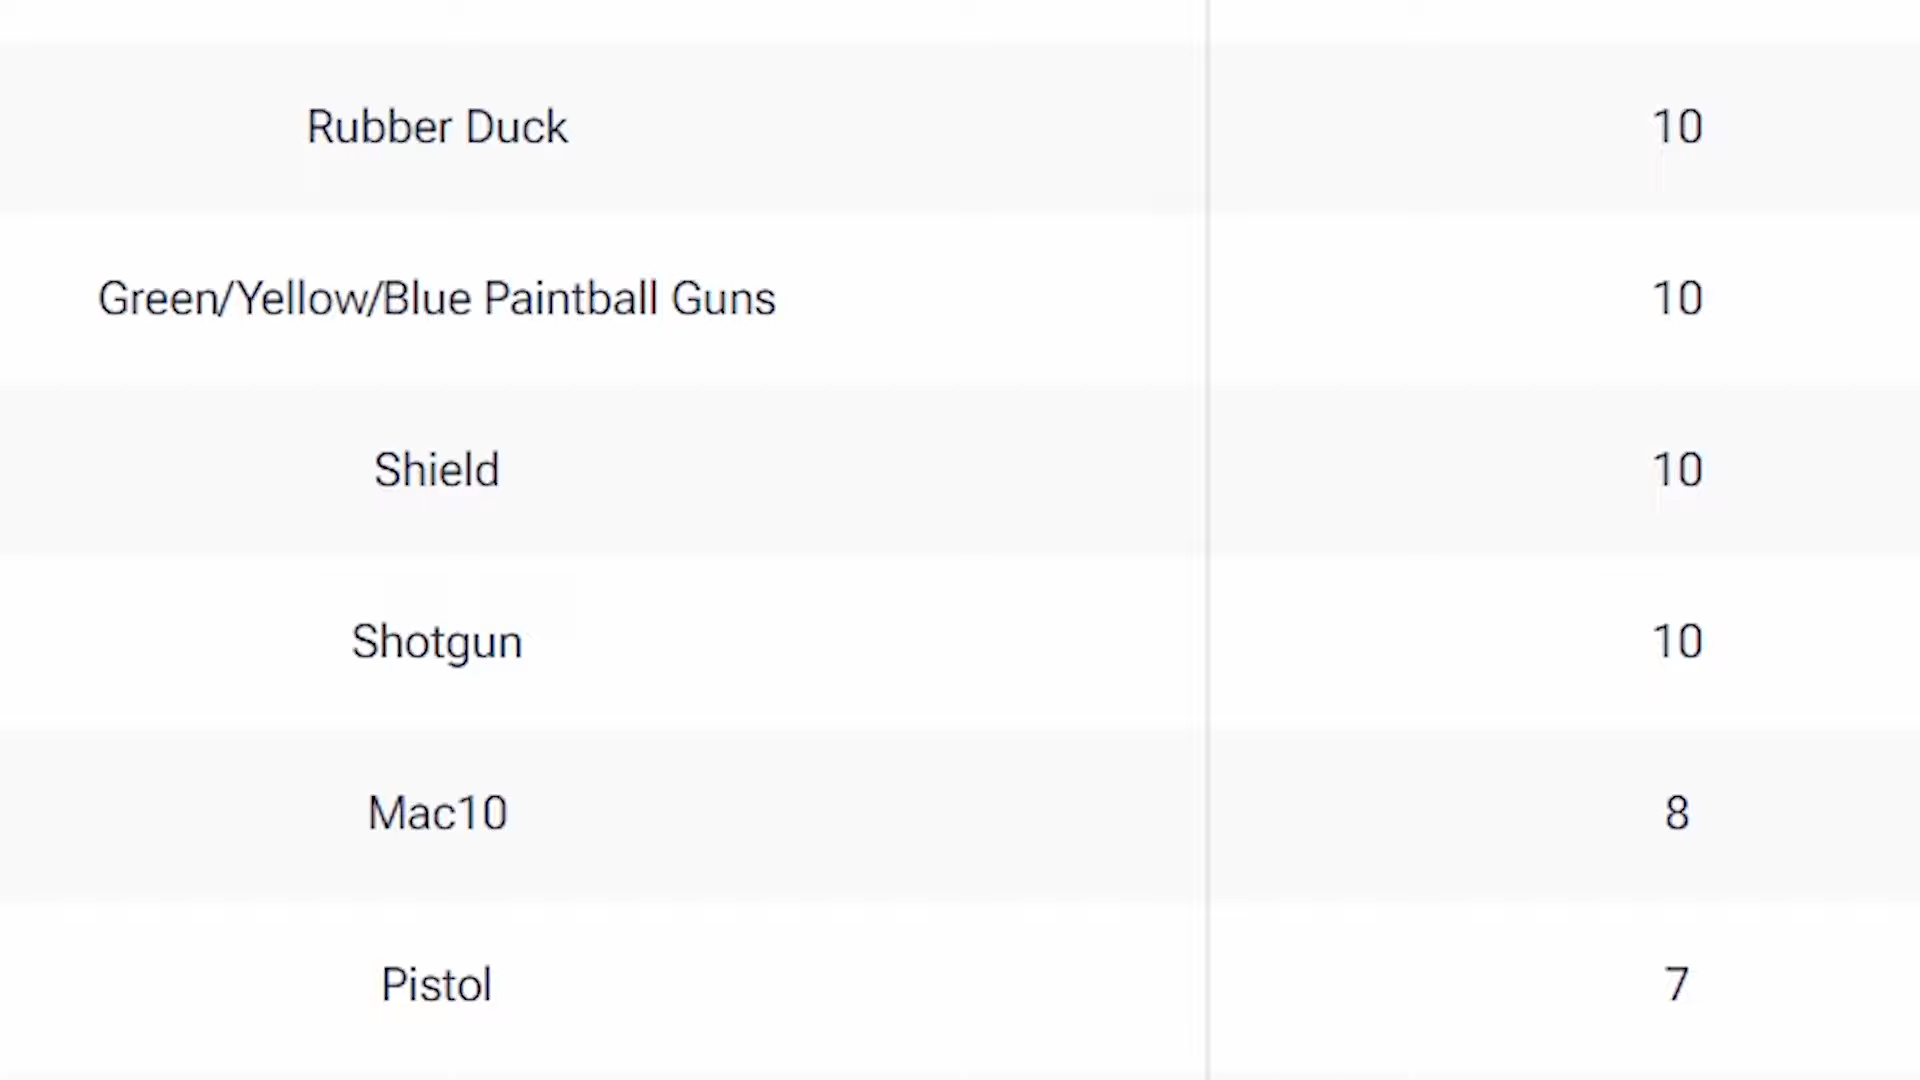 Rubber Duck 10
Green/Yellow/Blue Paintball Guns 10
Shield 10
Shotgun 10
Mac10 8
Pistol 7